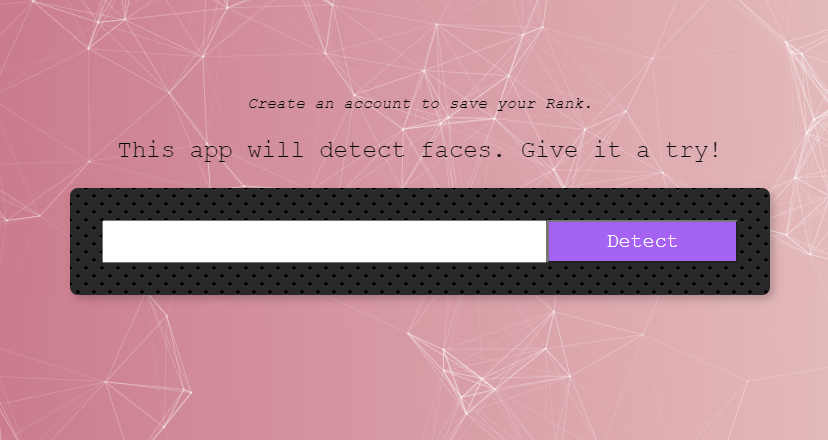 Create an account to save your Rank.
This app will detect faces. Give it a try!
Detect